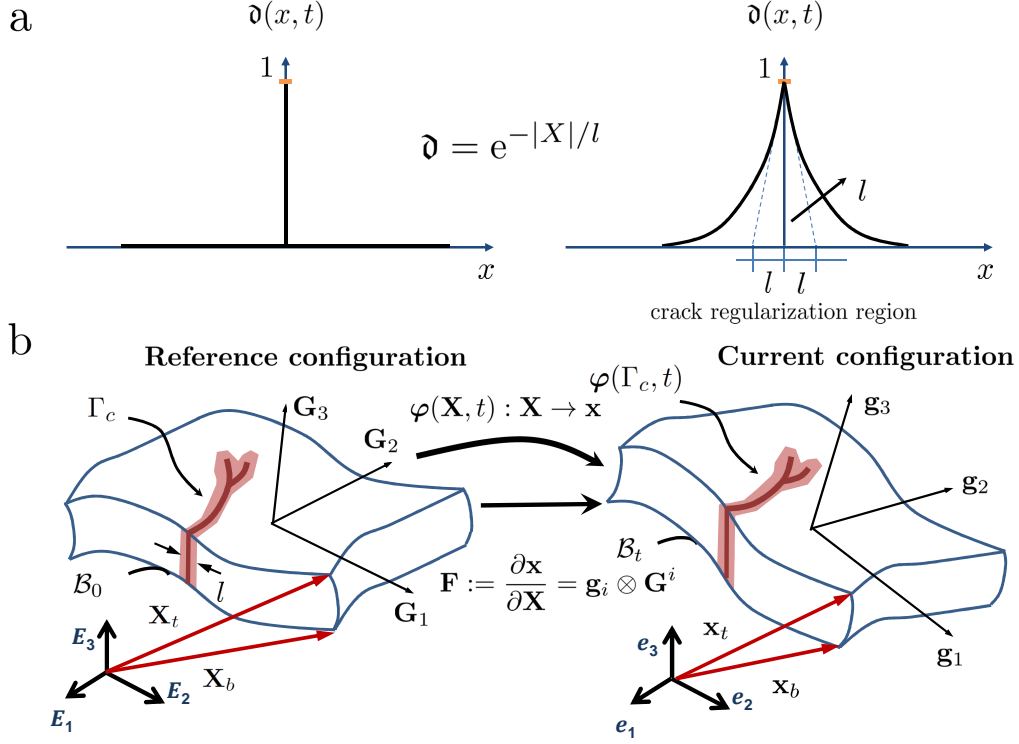 a
𝔡(x, t)
1
x
𝔡 = e^{−|X|/l}
𝔡(x, t)
1
l
x
l l
crack regularization region
b
Reference configuration
Γ_c
G_3
G_2
G_1
B_0
l
X_t
X_b
E_3
E_2
E_1
φ(X, t) : X → x
F := ∂x/∂X = g_i ⊗ G^i
Current configuration
φ(Γ_c, t)
g_3
g_2
g_1
B_t
x_t
x_b
e_3
e_2
e_1